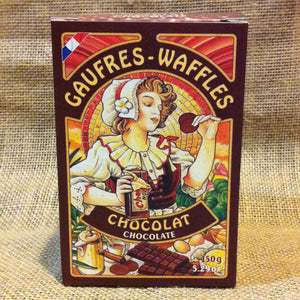 GAUFRES - WAFFLES
CHOCOLAT
CHOCOLATE
150g
5.29oz